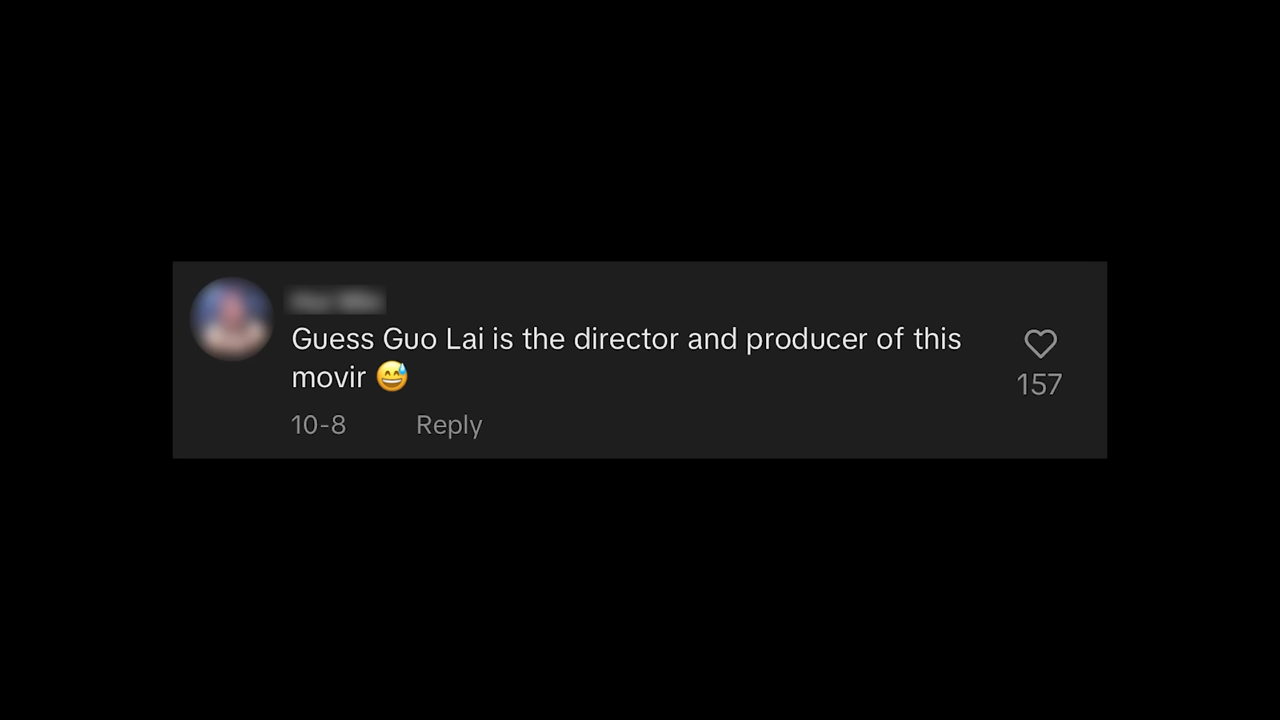 Guess Guo Lai is the director and producer of this
movir 😅
157
10-8 Reply